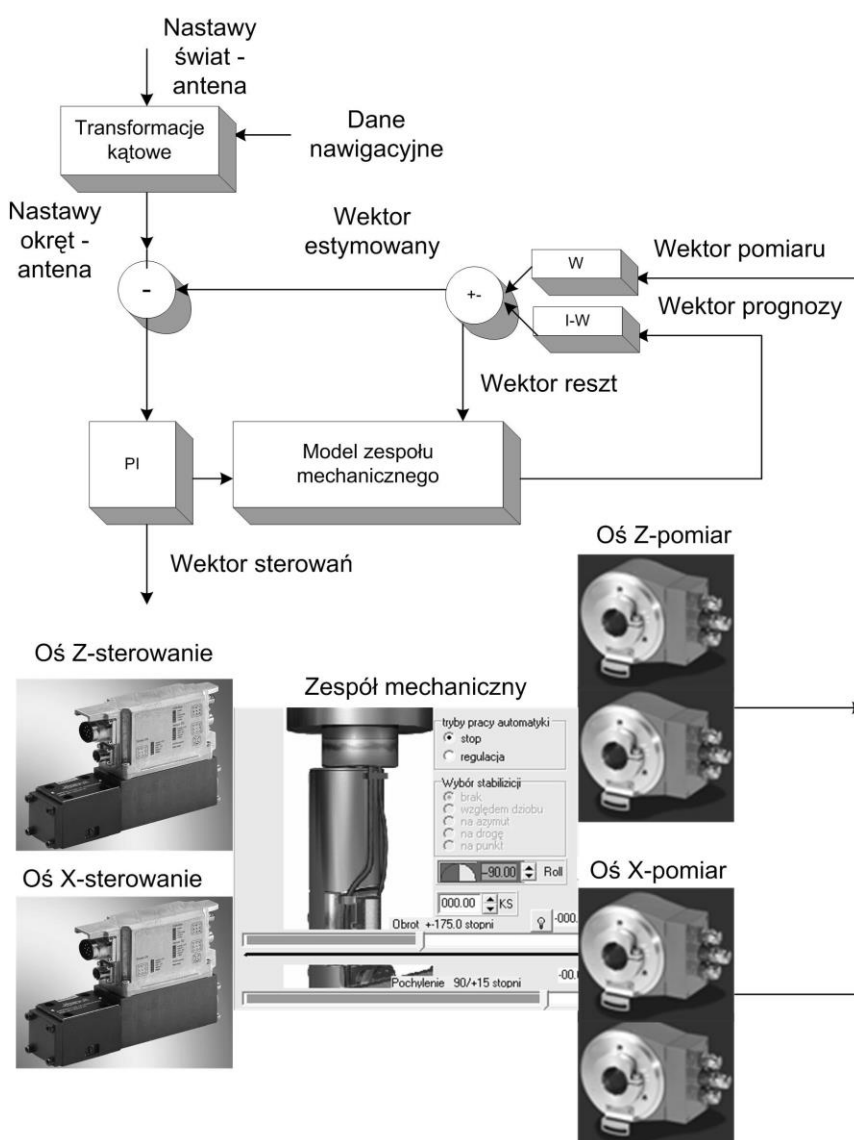 Nastawy
świat -
antena
Transformacje
kątowe
Dane
nawigacyjne
Nastawy
okręt -
antena
Wektor
estymowany
-
+-
W
I-W
Wektor pomiaru
Wektor prognozy
Wektor reszt
PI
Model zespołu
mechanicznego
Wektor sterowań
Oś Z-pomiar
Oś Z-sterowanie
Zespół mechaniczny
tryby pracy automatyki
stop
regulacja
Wybór stabilizicji
brak
względem dziobu
na azymut
na drogę
na punkt
-90.00 Roll
000.00 KS
Obrot +-175.0 stopni
-000.
Pochylenie 90/+15 stopni
Oś X-sterowanie
Oś X-pomiar